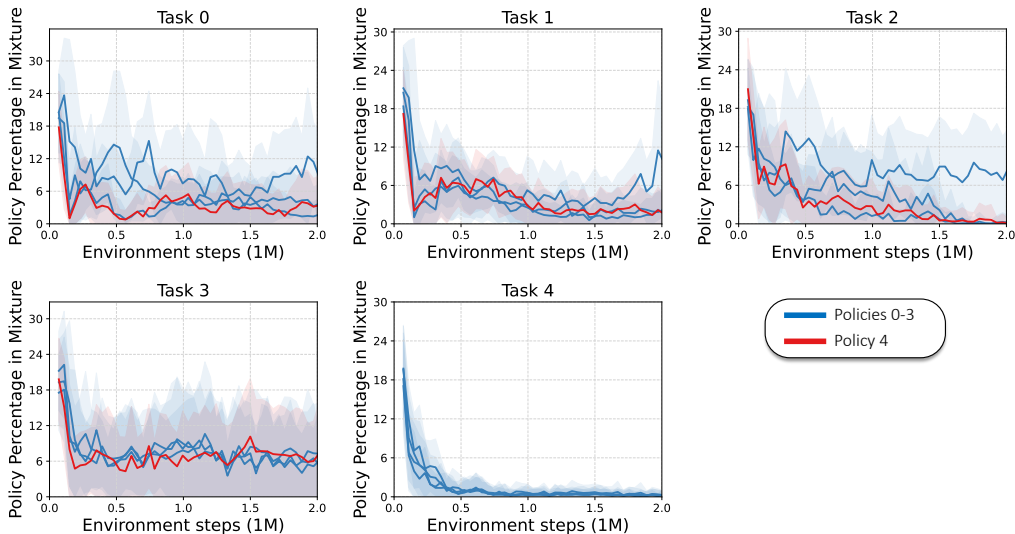 Task 0
Policy Percentage in Mixture
30
24
18
12
6
0
0.0 0.5 1.0 1.5 2.0
Environment steps (1M)
Task 1
Policy Percentage in Mixture
30
24
18
12
6
0
0.0 0.5 1.0 1.5 2.0
Environment steps (1M)
Task 2
Policy Percentage in Mixture
30
24
18
12
6
0
0.0 0.5 1.0 1.5 2.0
Environment steps (1M)
Task 3
Policy Percentage in Mixture
30
24
18
12
6
0
0.0 0.5 1.0 1.5 2.0
Environment steps (1M)
Task 4
Policy Percentage in Mixture
30
24
18
12
6
0
0.0 0.5 1.0 1.5 2.0
Environment steps (1M)
Policies 0-3
Policy 4